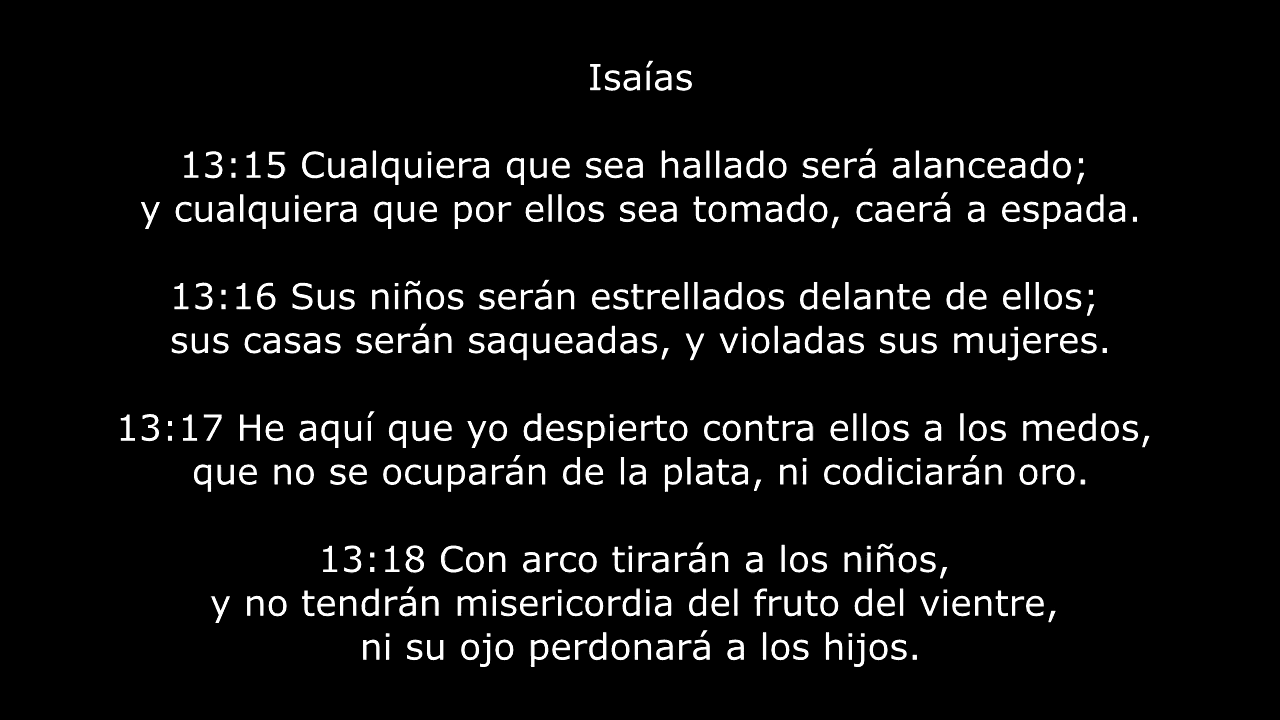 Isaías
13:15 Cualquiera que sea hallado será alanceado;
y cualquiera que por ellos sea tomado, caerá a espada.
13:16 Sus niños serán estrellados delante de ellos;
sus casas serán saqueadas, y violadas sus mujeres.
13:17 He aquí que yo despierto contra ellos a los medos,
que no se ocuparán de la plata, ni codiciarán oro.
13:18 Con arco tirarán a los niños,
y no tendrán misericordia del fruto del vientre,
ni su ojo perdonará a los hijos.